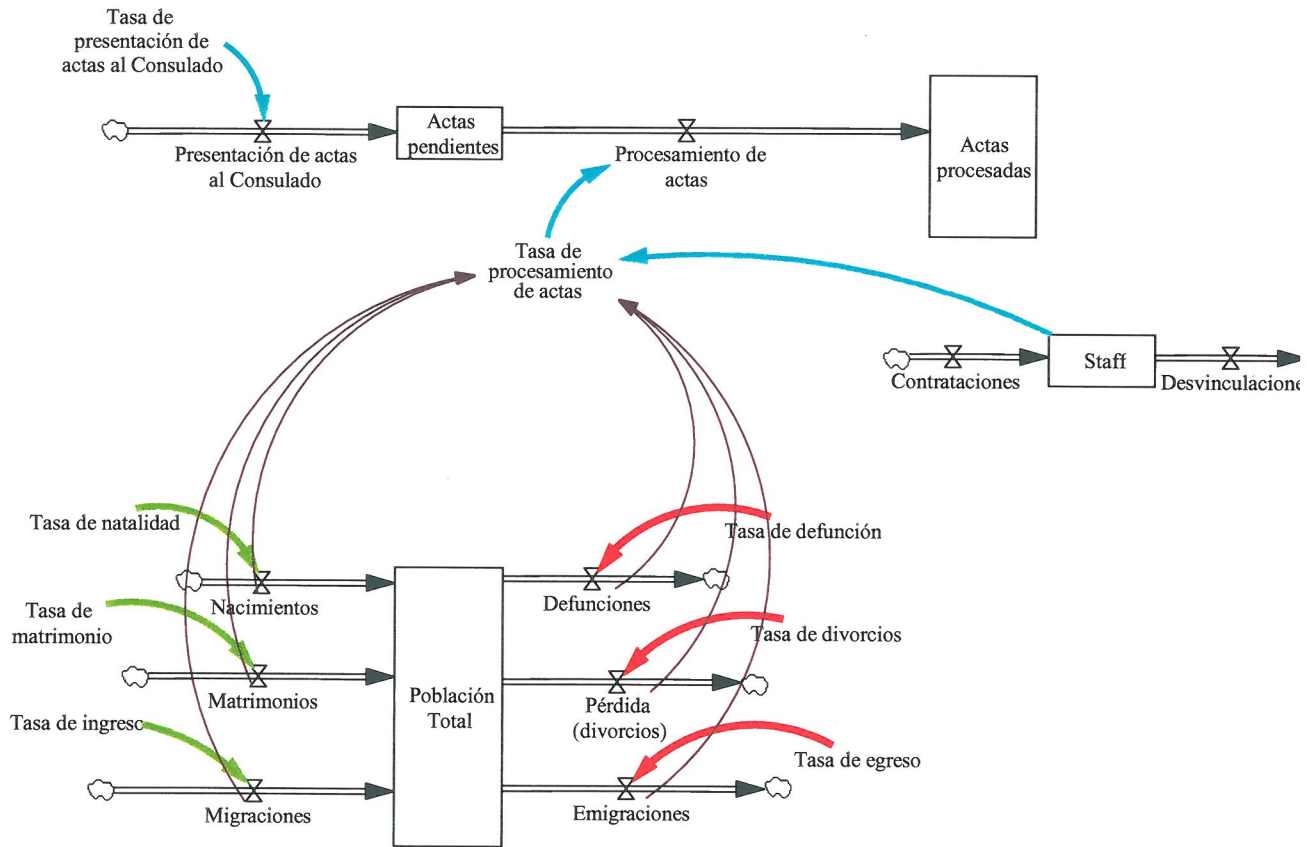 Tasa de
presentación de
actas al Consulado
Presentación de actas
al Consulado
Actas
pendientes
Procesamiento de
actas
Actas
procesadas
Tasa de
procesamiento
de actas
Contrataciones
Staff
Desvinculacione
Tasa de natalidad
Nacimientos
Tasa de
matrimonio
Matrimonios
Tasa de ingreso
Migraciones
Población
Total
Tasa de defunción
Defunciones
Tasa de divorcios
Pérdida
(divorcios)
Tasa de egreso
Emigraciones